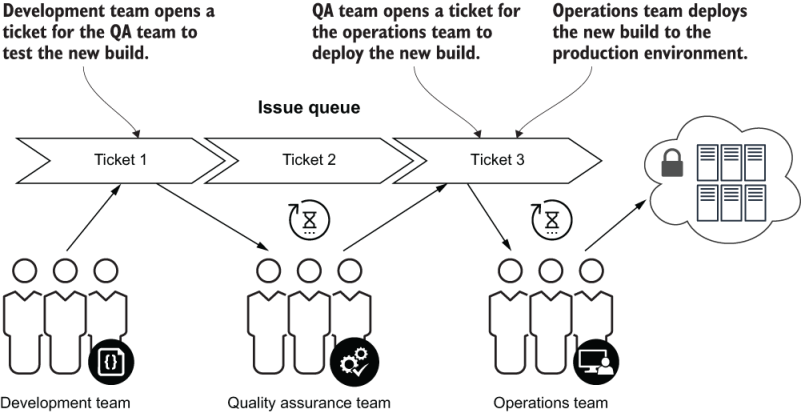 Development team opens a
ticket for the QA team to
test the new build.
QA team opens a ticket for
the operations team to
deploy the new build.
Operations team deploys
the new build to the
production environment.
Issue queue
Ticket 1
Ticket 2
Ticket 3
{}
Development team
Quality assurance team
Operations team